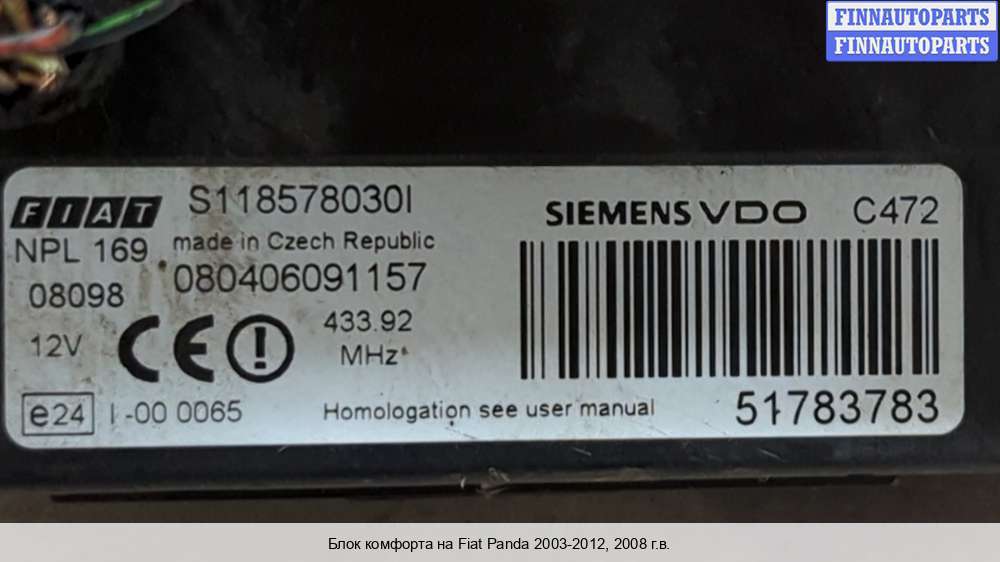 FINNAUTOPARTS
FINNAUTOPARTS
FIAT S118578030I SIEMENS VDO C472
NPL 169 made in Czech Republic
08098 080406091157
12V CE 433.92
MHz
e24 I-00 0065 Homologation see user manual 51783783
Блок комфорта на Fiat Panda 2003-2012, 2008 г.в.